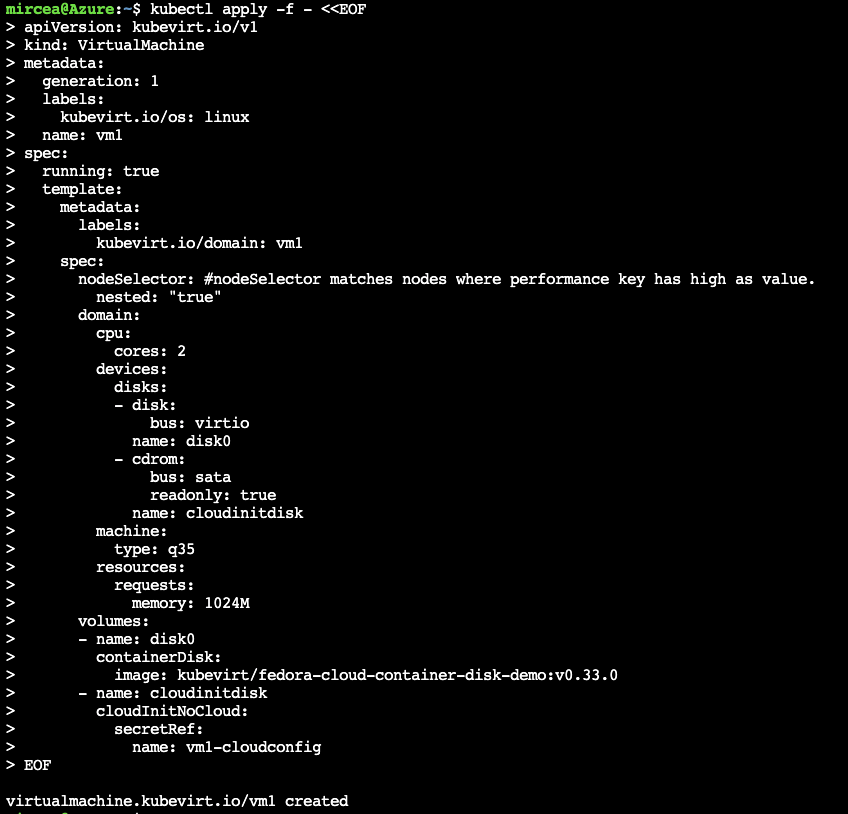 mircea@Azure:~$ kubectl apply -f - <<EOF
> apiVersion: kubevirt.io/v1
> kind: VirtualMachine
> metadata:
>   generation: 1
>   labels:
>     kubevirt.io/os: linux
>   name: vm1
> spec:
>   running: true
>   template:
>     metadata:
>       labels:
>         kubevirt.io/domain: vm1
>     spec:
>       nodeSelector: #nodeSelector matches nodes where performance key has high as value.
>         nested: "true"
>       domain:
>         cpu:
>           cores: 2
>         devices:
>           disks:
>           - disk:
>               bus: virtio
>             name: disk0
>           - cdrom:
>               bus: sata
>               readonly: true
>             name: cloudinitdisk
>         machine:
>           type: q35
>         resources:
>           requests:
>             memory: 1024M
>       volumes:
>       - name: disk0
>         containerDisk:
>           image: kubevirt/fedora-cloud-container-disk-demo:v0.33.0
>       - name: cloudinitdisk
>         cloudInitNoCloud:
>           secretRef:
>             name: vm1-cloudconfig
> EOF

virtualmachine.kubevirt.io/vm1 created